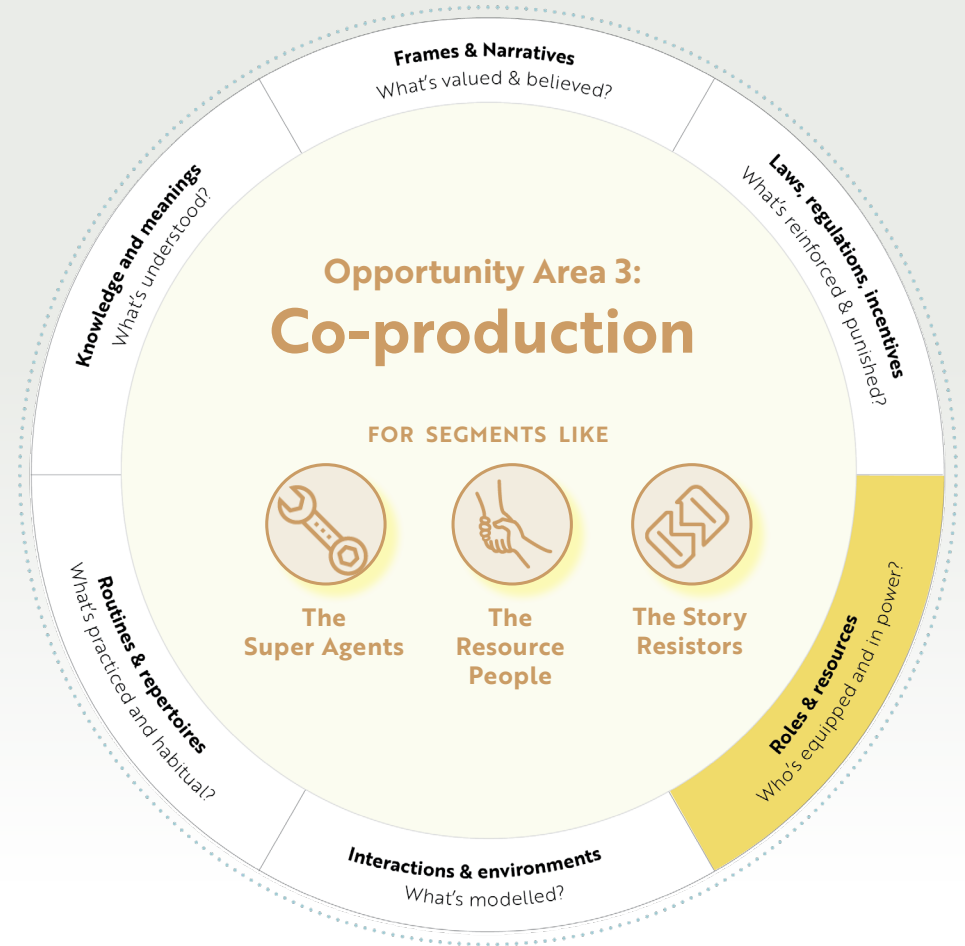 Frames & Narratives
What's valued & believed?
Laws, regulations, incentives
What's reinforced & punished?
Roles & resources
Who's equipped and in power?
Interactions & environments
What's modelled?
Routines & repertoires
What's practiced and habitual?
Knowledge and meanings
What's understood?
Opportunity Area 3:
Co-production
FOR SEGMENTS LIKE
The
Super Agents
The
Resource
People
The Story
Resistors